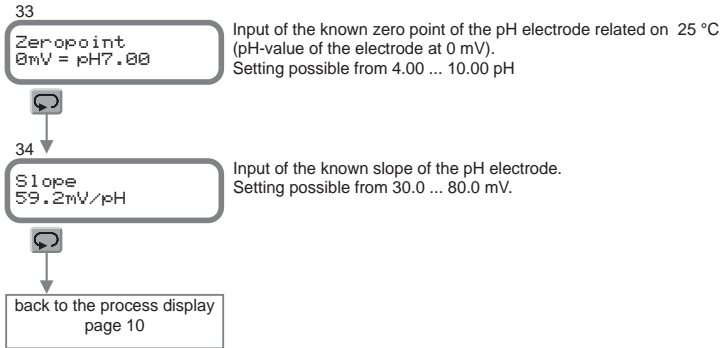 33
Zeropoint
0mV = pH7.00
Input of the known zero point of the pH electrode related on 25 °C
(pH-value of the electrode at 0 mV).
Setting possible from 4.00 ... 10.00 pH
34
Slope
59.2mV/pH
Input of the known slope of the pH electrode.
Setting possible from 30.0 ... 80.0 mV.
back to the process display
page 10